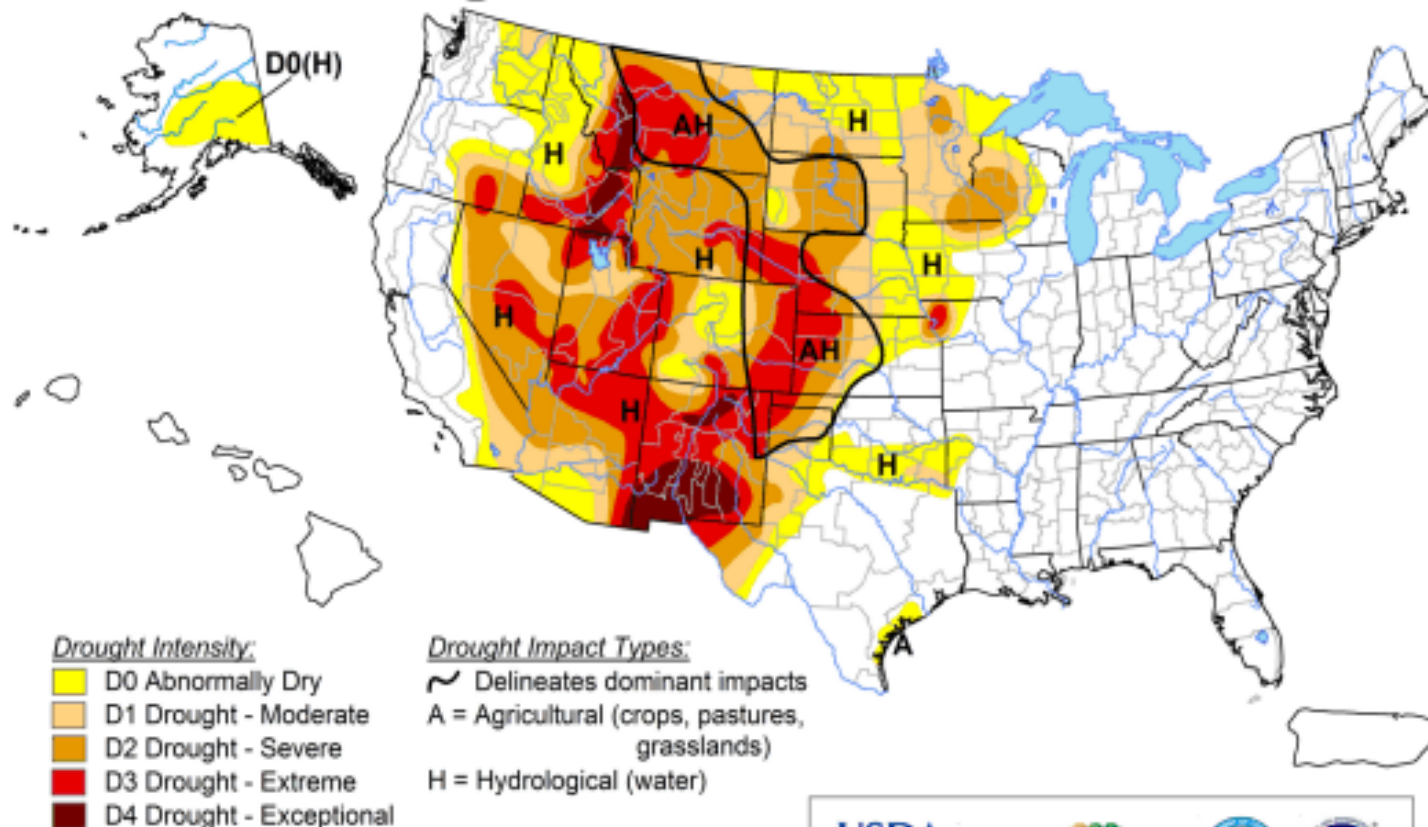 D0(H)
AH
H
H
H
H
H
AH
H
H
A
Drought Intensity:
D0 Abnormally Dry
D1 Drought - Moderate
D2 Drought - Severe
D3 Drought - Extreme
D4 Drought - Exceptional
Drought Impact Types:
Delineates dominant impacts
A = Agricultural (crops, pastures,
grasslands)
H = Hydrological (water)
USDA